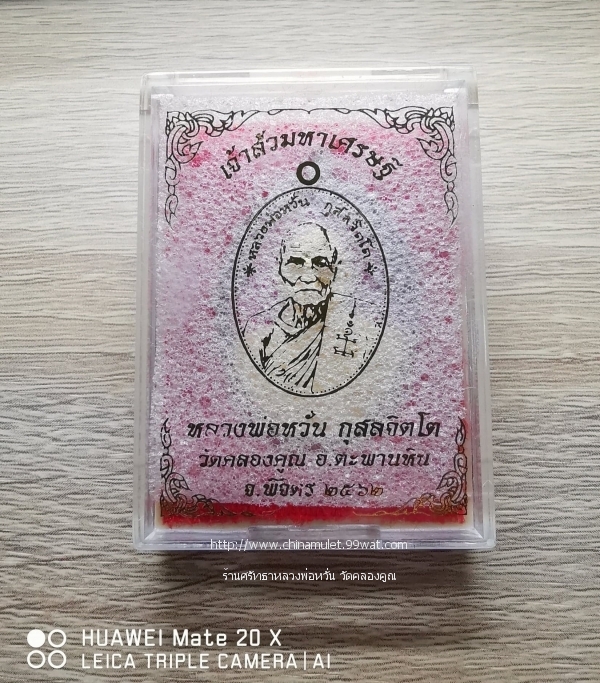 เจ้าสัวมหาเศรษฐี
*หลวงพ่อหวั่น กุสลจิตโต*
หลวงพ่อหวั่น กุสลจิตโต
วัดคลองคูณ อ.ตะพานหิน
จ.พิจิตร ๒๕๖๒
http://www.chinamulet.99wat.com
ร้านศรัทธาหลวงพ่อหวั่น วัดคลองคูณ
HUAWEI Mate 20 X
LEICA TRIPLE CAMERA | AI